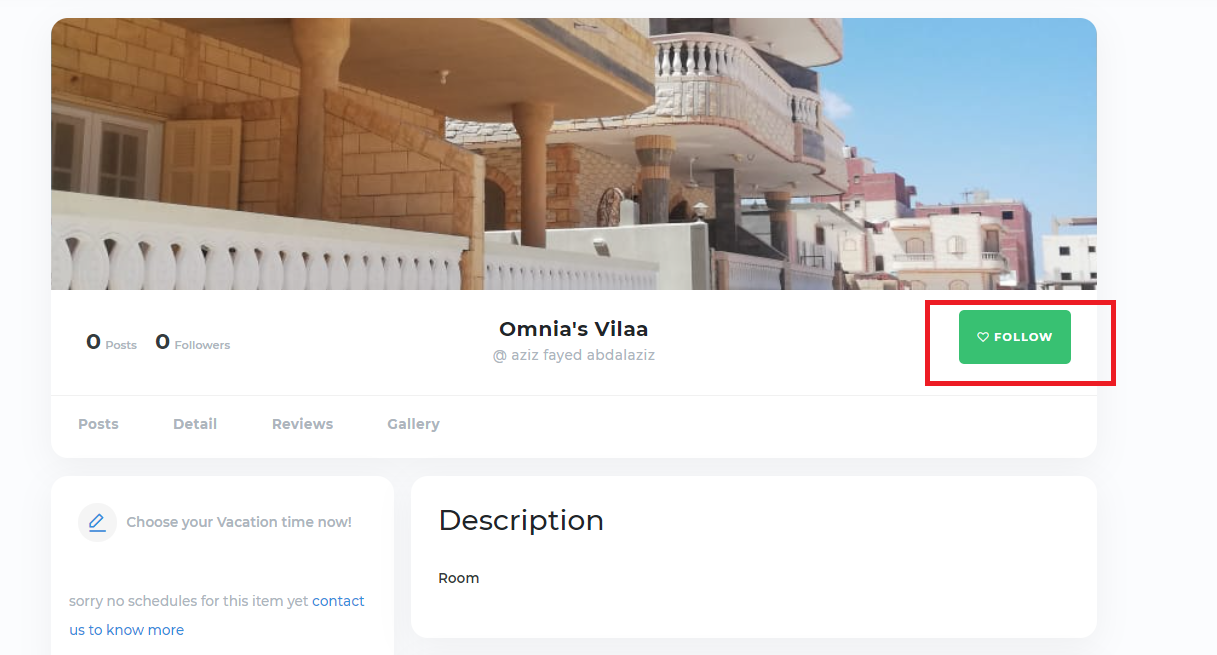 0 Posts 0 Followers
Omnia's Vilaa
@ aziz fayed abdalaziz
FOLLOW
Posts Detail Reviews Gallery
Choose your Vacation time now!
sorry no schedules for this item yet contact
us to know more
Description
Room